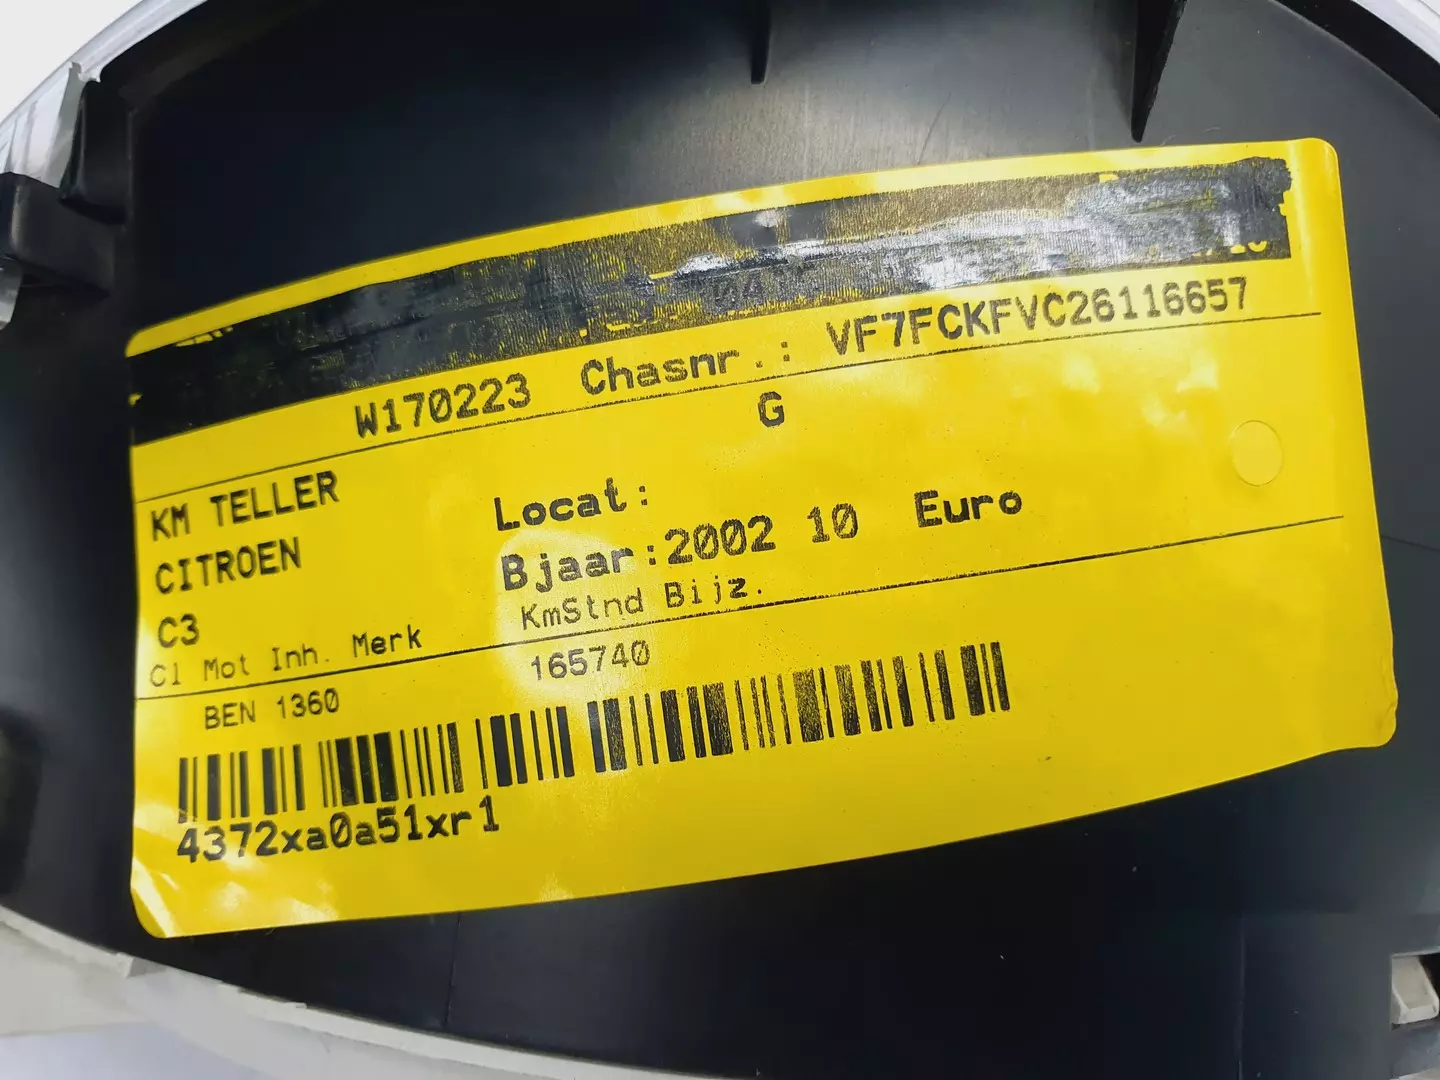 W170223 Chasnr.: VF7FCKFVC26116657
G
KM TELLER
Locat:
CITROEN
Bjaar:2002 10 Euro
C3
Cl Mot Inh. Merk KmStnd Bijz.
BEN 1360 165740
4372xa0a51xr1